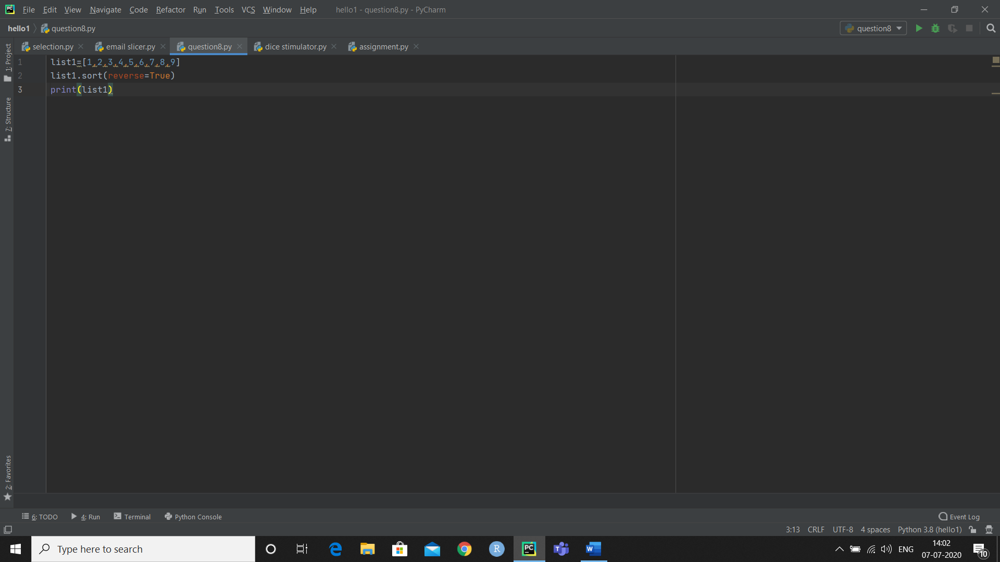 File Edit View Navigate Code Refactor Run Tools VCS Window Help hello1 - question8.py - PyCharm
hello1 question8.py question8
selection.py email slicer.py question8.py dice stimulator.py assignment.py
1: Project
7: Structure
2: Favorites
1 list1=[1,2,3,4,5,6,7,8,9]
2 list1.sort(reverse=True)
3 print(list1)
6: TODO 4: Run Terminal Python Console Event Log
3:13 CRLF UTF-8 4 spaces Python 3.8 (hello1)
Type here to search
R PC T W ENG 14:02
07-07-2020 10